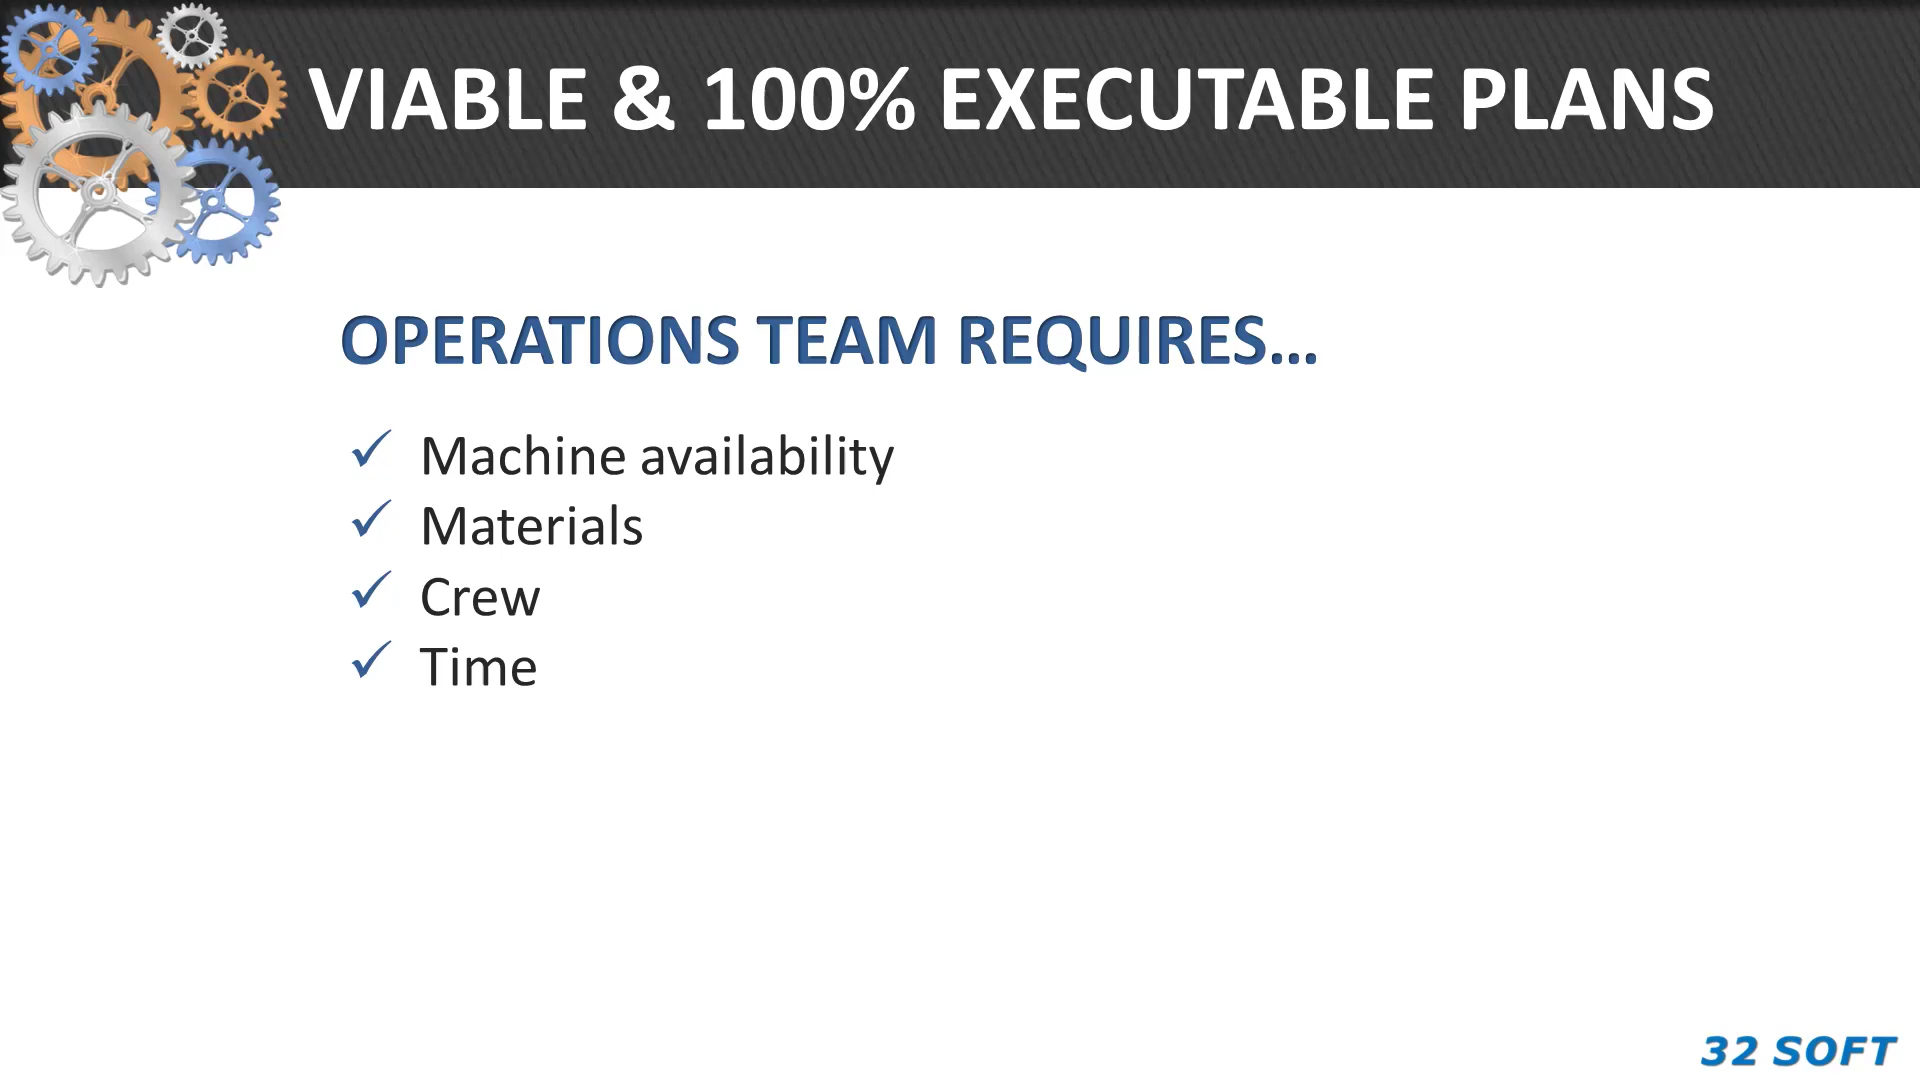 VIABLE & 100% EXECUTABLE PLANS
OPERATIONS TEAM REQUIRES...
✓ Machine availability
✓ Materials
✓ Crew
✓ Time
32 SOFT